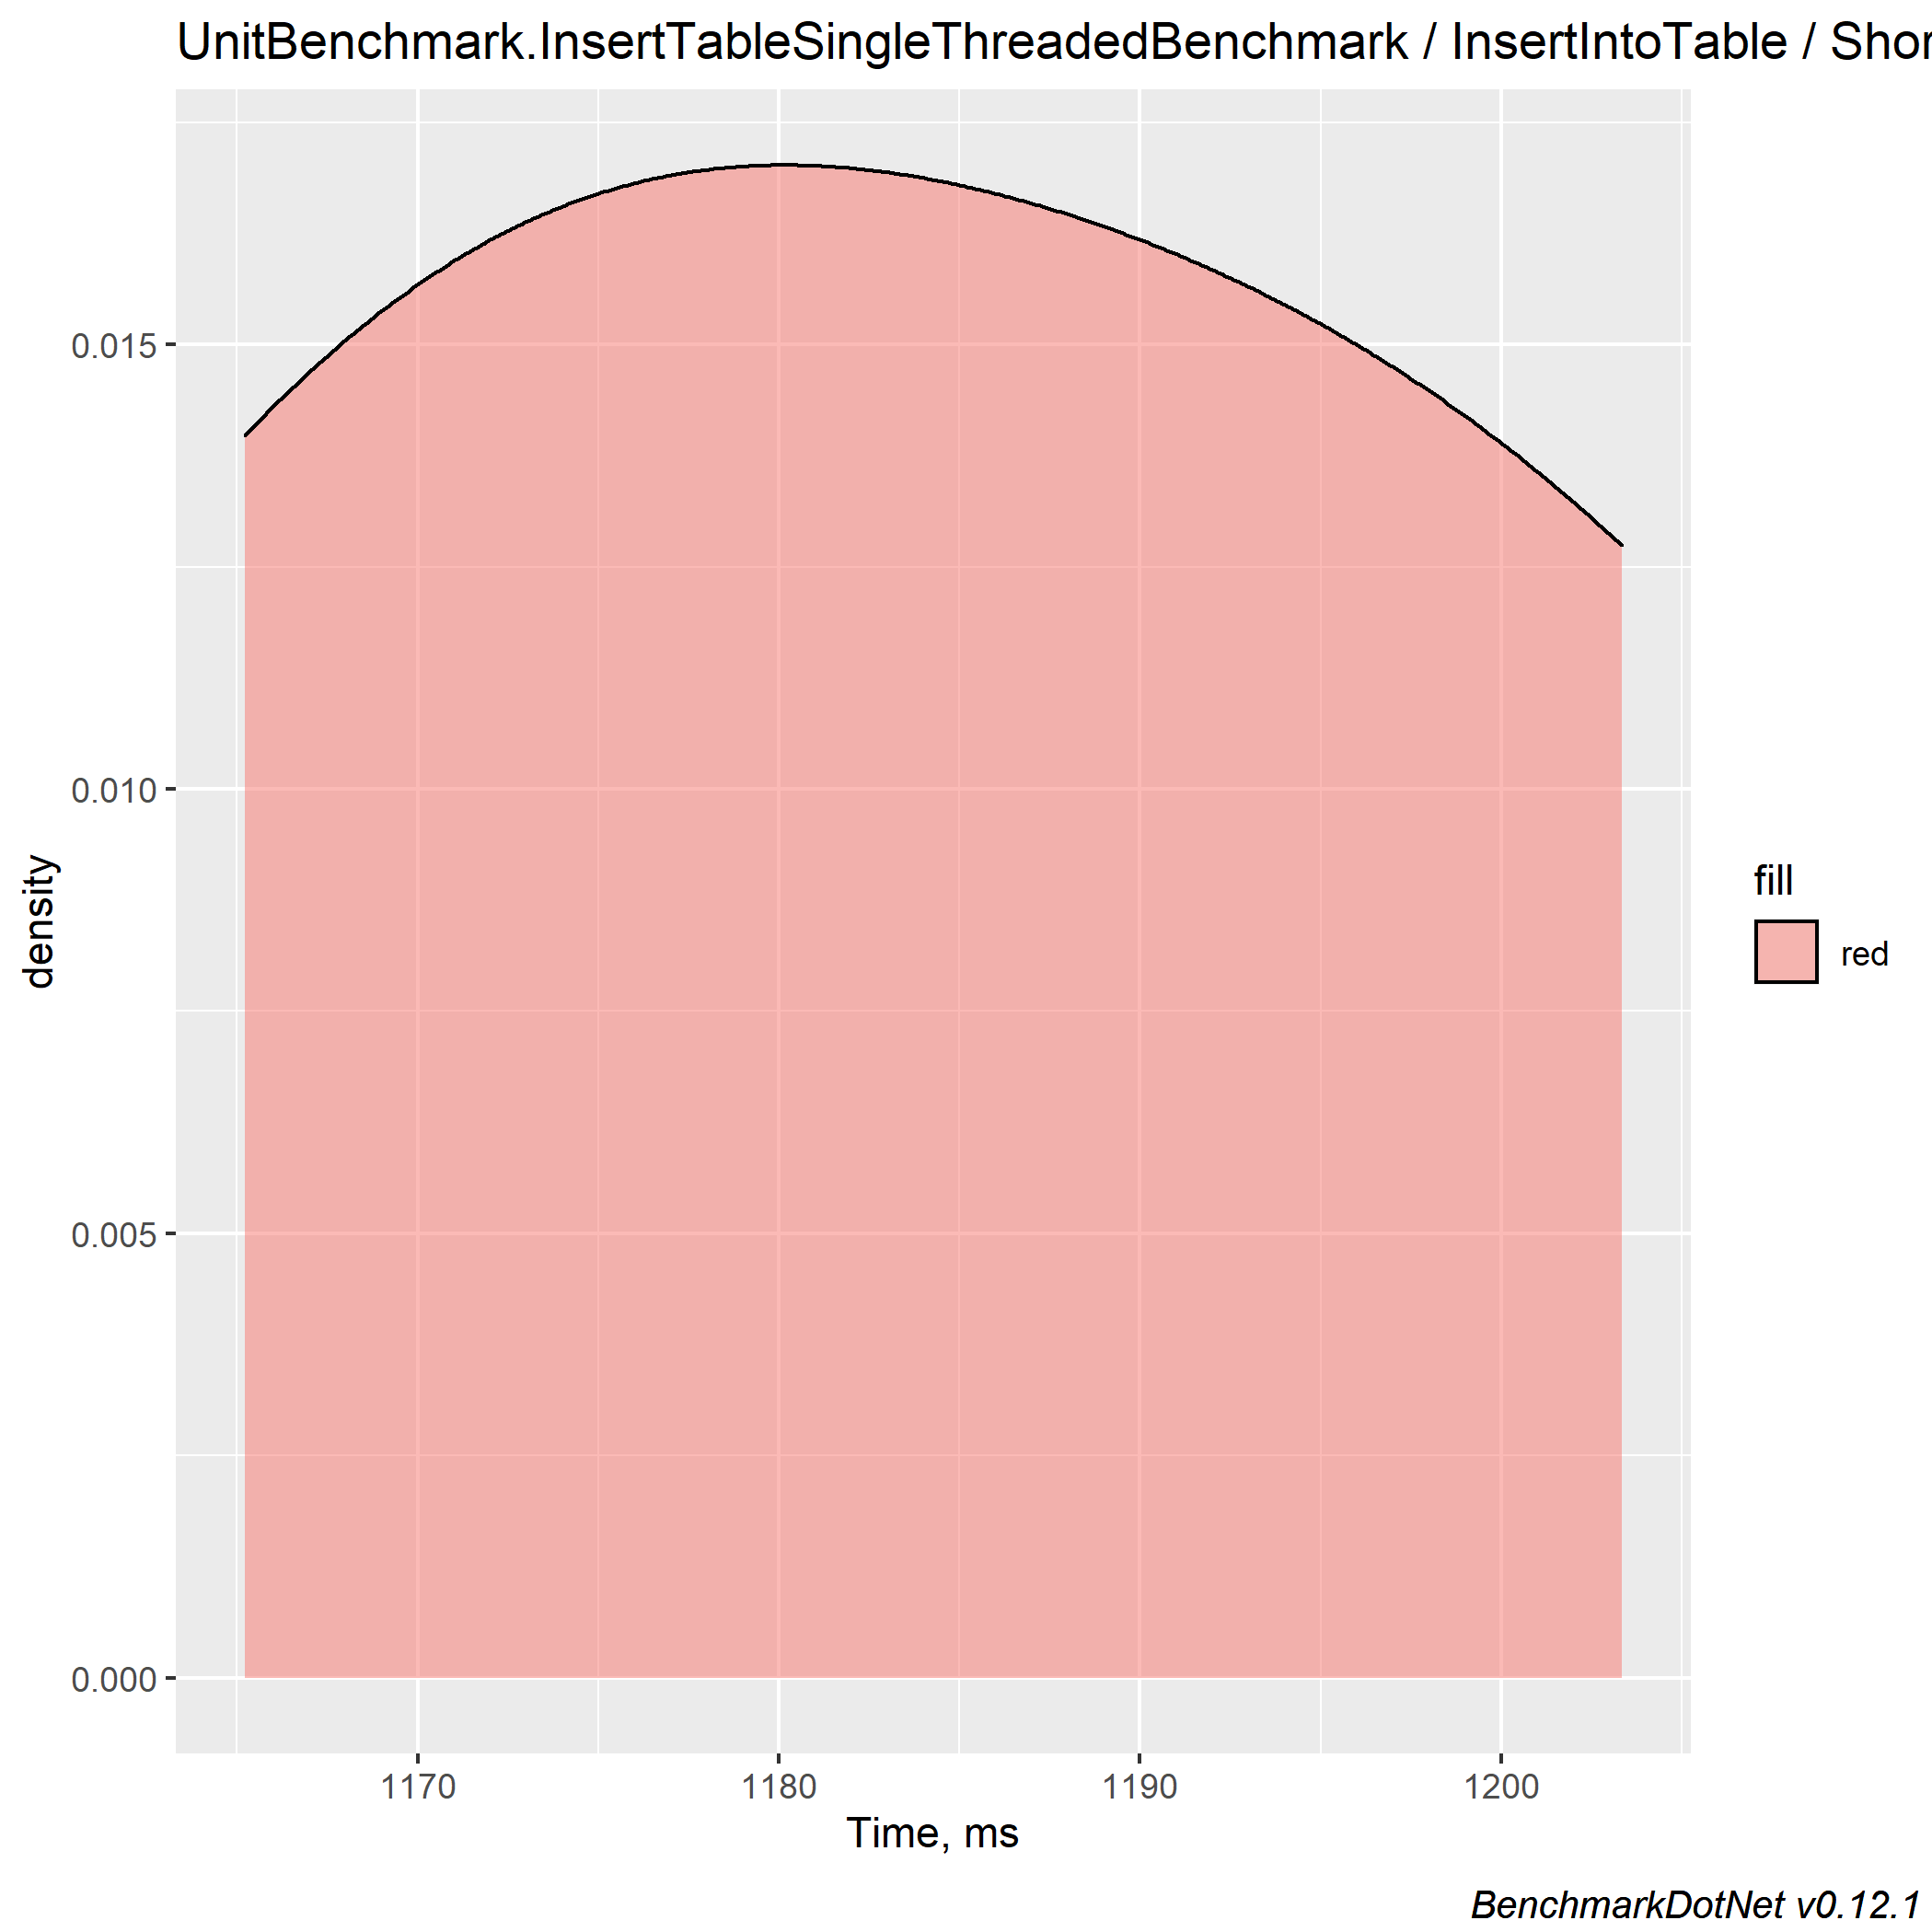 UnitBenchmark.InsertTableSingleThreadedBenchmark / InsertIntoTable / Shor
0.015
0.010
0.005
0.000
density
1170 1180 1190 1200
Time, ms
fill
red
BenchmarkDotNet v0.12.1